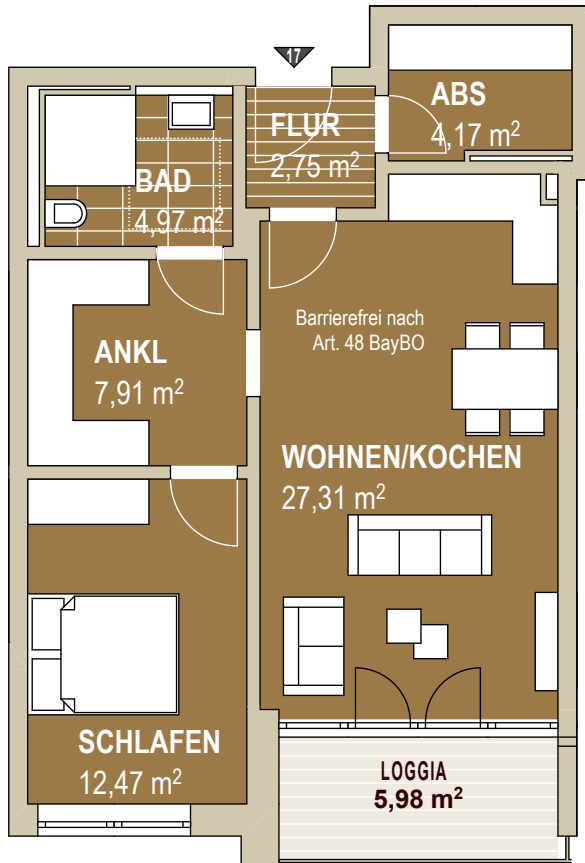 17
ABS
4,17 m²
FLUR
2,75 m²
BAD
4,97 m²
Barrierefrei nach
Art. 48 BayBO
ANKL
7,91 m²
WOHNEN/KOCHEN
27,31 m²
SCHLAFEN
12,47 m²
LOGGIA
5,98 m²